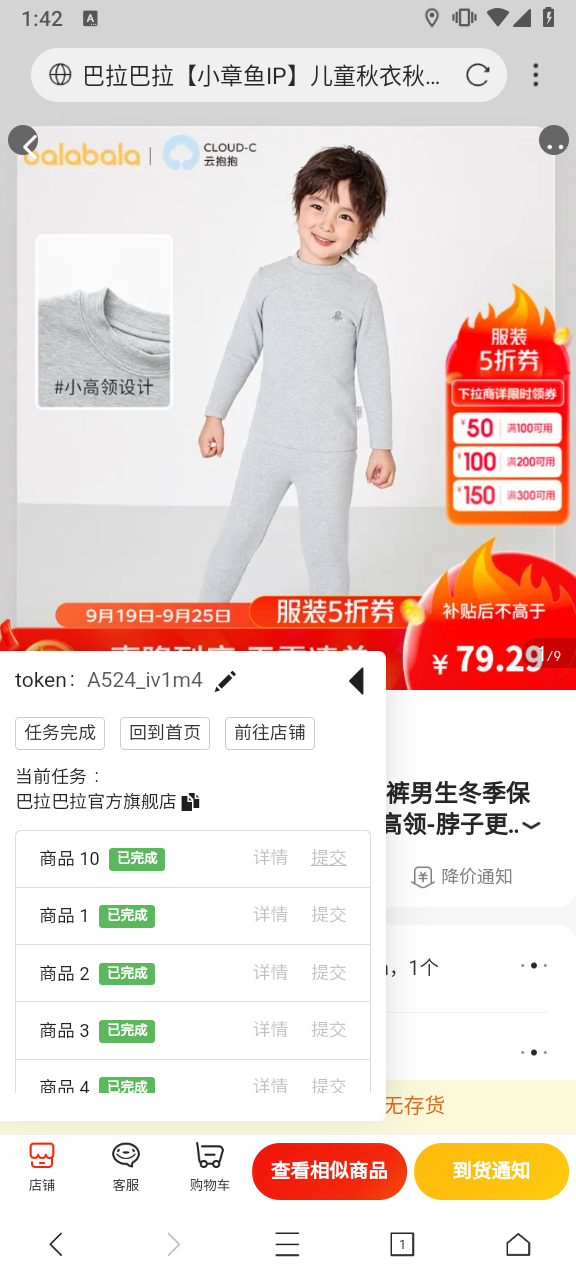 1:42
A
巴拉巴拉【小章鱼IP】儿童秋衣秋...
balabala | CLOUD-C 云抱抱
#小高领设计
服装
5折券
下拉商详限时领券
¥50 满100可用
¥100 满200可用
¥150 满300可用
9月19日-9月25日 服装5折券
补贴后不高于
¥ 79.29
1/9
token： A524_iv1m4
任务完成 回到首页 前往店铺
当前任务：
巴拉巴拉官方旗舰店
裤男生冬季保
高领-脖子更..
降价通知
商品 10 已完成 详情 提交
商品 1 已完成 详情 提交
，1个
商品 2 已完成 详情 提交
商品 3 已完成 详情 提交
商品 4 已完成 详情 提交
无存货
店铺 客服 购物车 查看相似商品 到货通知
1